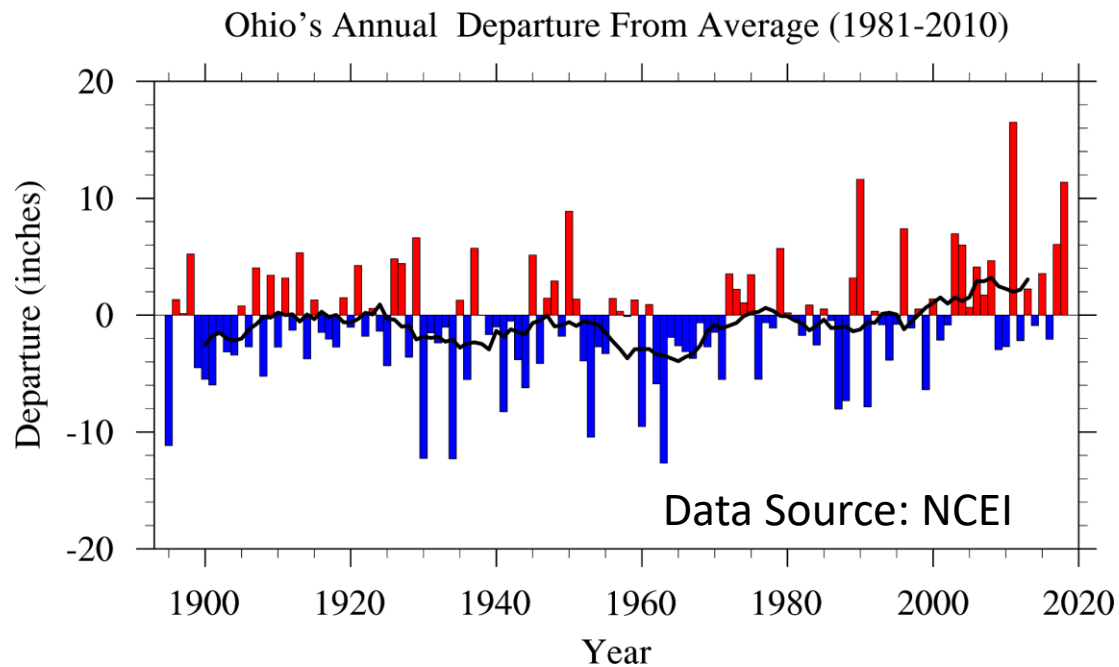 Ohio’s Annual  Departure From Average (1981-2010)
20
10
0
-10
-20
Departure (inches)
Data Source: NCEI
1900 1920 1940 1960 1980 2000 2020
Year